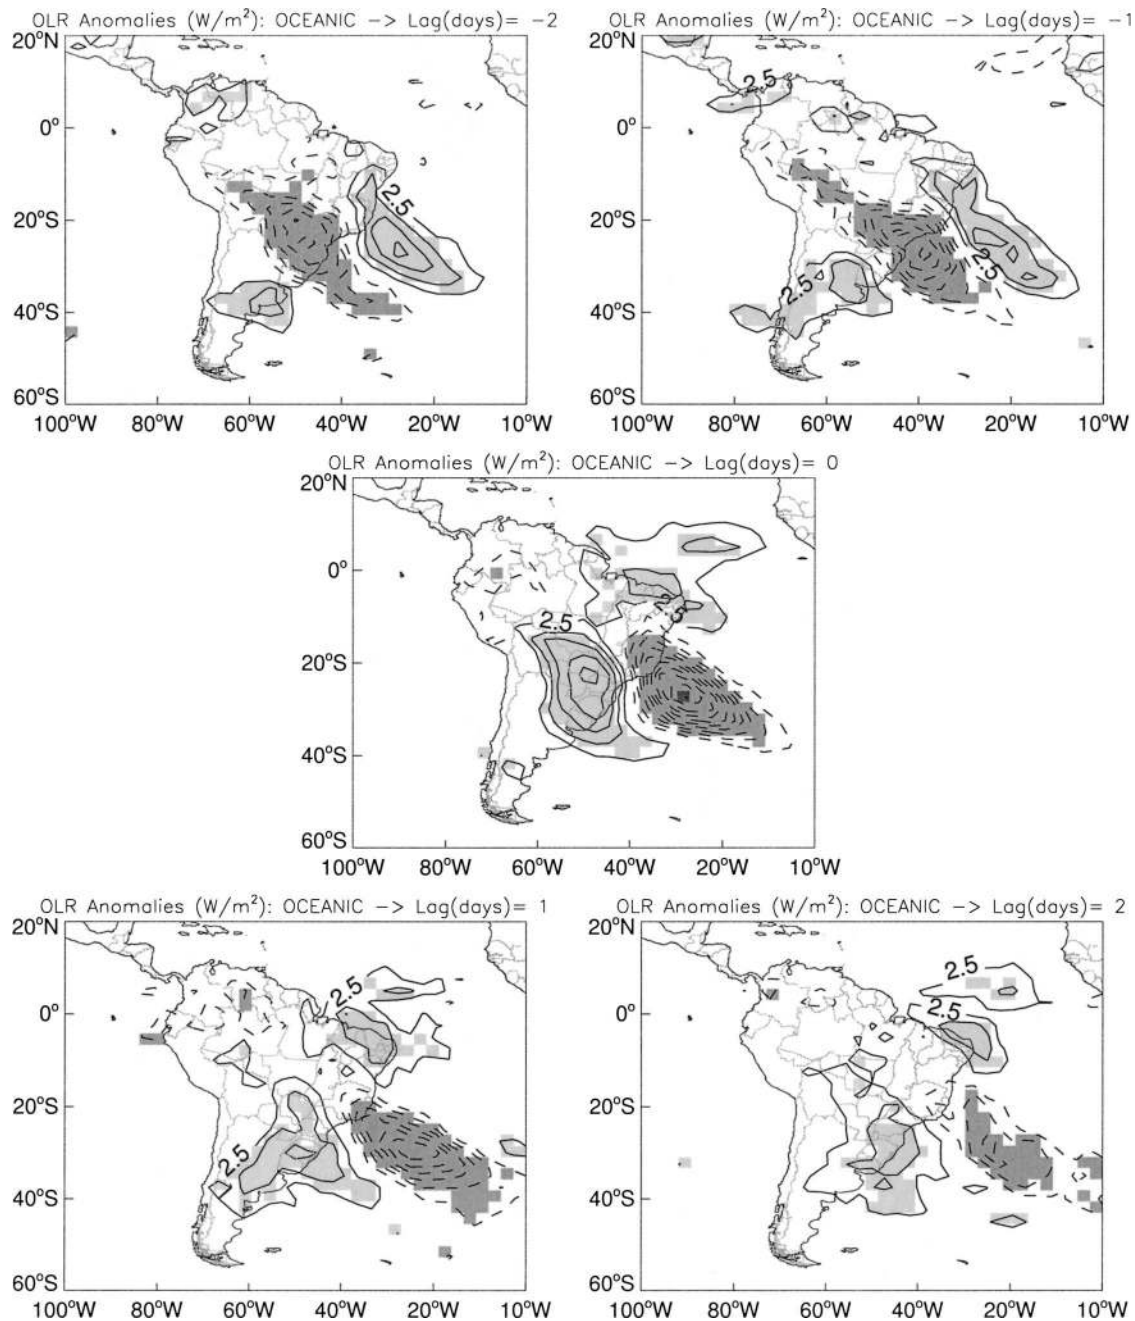 OLR Anomalies (W/m²): OCEANIC -> Lag(days)= -2
20°N
0°
20°S
40°S
60°S
2.5
100°W 80°W 60°W 40°W 20°W 10°W
OLR Anomalies (W/m²): OCEANIC -> Lag(days)= -1
20°N
0°
20°S
40°S
60°S
2.5
2.5
2.5
100°W 80°W 60°W 40°W 20°W 10°W
OLR Anomalies (W/m²): OCEANIC -> Lag(days)= 0
20°N
0°
20°S
40°S
60°S
2.5
2.5
100°W 80°W 60°W 40°W 20°W 10°W
OLR Anomalies (W/m²): OCEANIC -> Lag(days)= 1
20°N
0°
20°S
40°S
60°S
2.5
2.5
100°W 80°W 60°W 40°W 20°W 10°W
OLR Anomalies (W/m²): OCEANIC -> Lag(days)= 2
20°N
0°
20°S
40°S
60°S
2.5
2.5
100°W 80°W 60°W 40°W 20°W 10°W